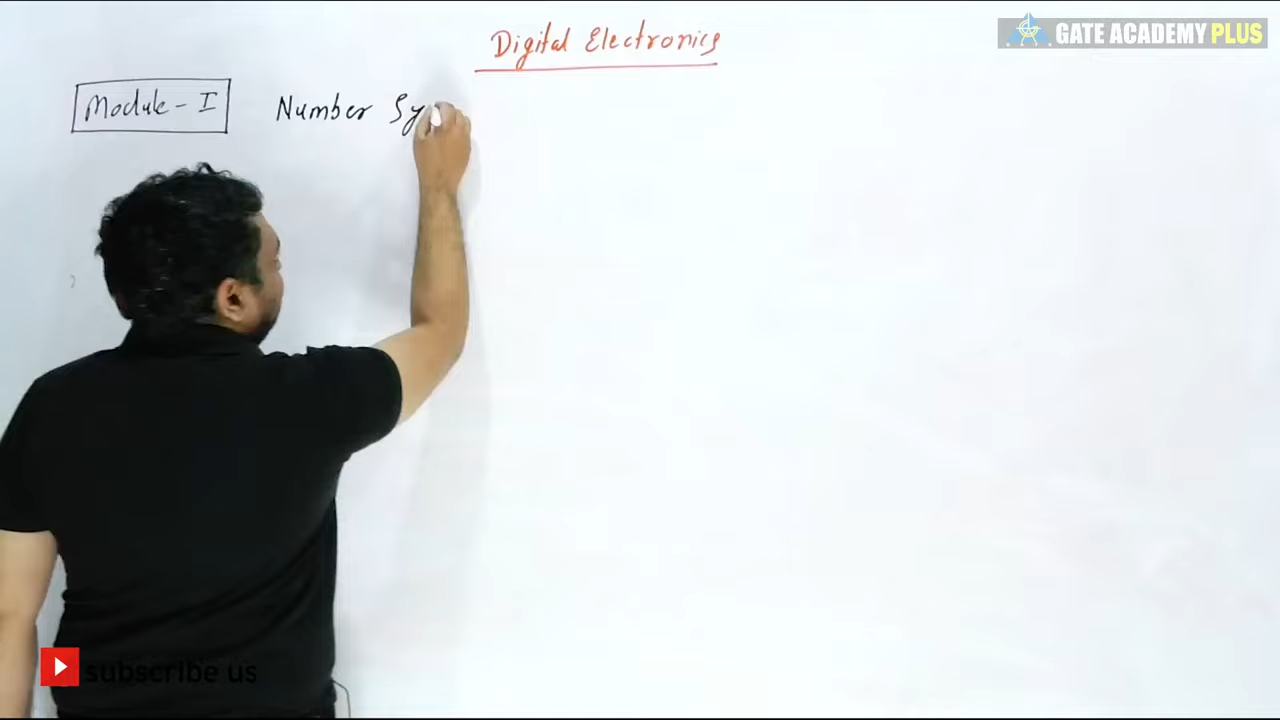 Digital Electronics
GATE ACADEMY PLUS
Module - I Number Sy
subscribe us